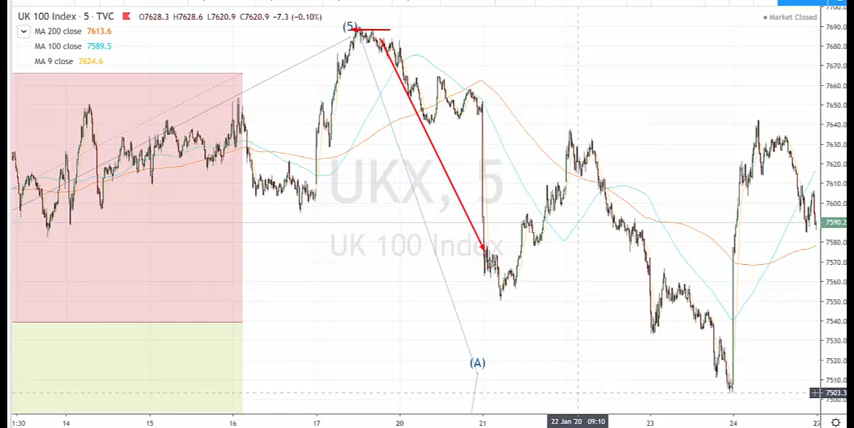 UK 100 Index · 5 · TVC O7628.3 H7628.6 L7620.9 C7620.9 −7.3 (−0.10%)
MA 200 close 7613.6
MA 100 close 7589.5
MA 9 close 7624.6
Market Closed
(5)
(A)
UKX, 5
UK 100 Index
7700.0
7690.0
7680.0
7670.0
7660.0
7650.0
7640.0
7630.0
7620.0
7610.0
7600.0
7590.2
7580.0
7570.0
7560.0
7550.0
7540.0
7530.0
7520.0
7510.0
7503.3
7500.0
1:30 14 15 16 17 20 21 22 Jan '20 09:10 23 24 27